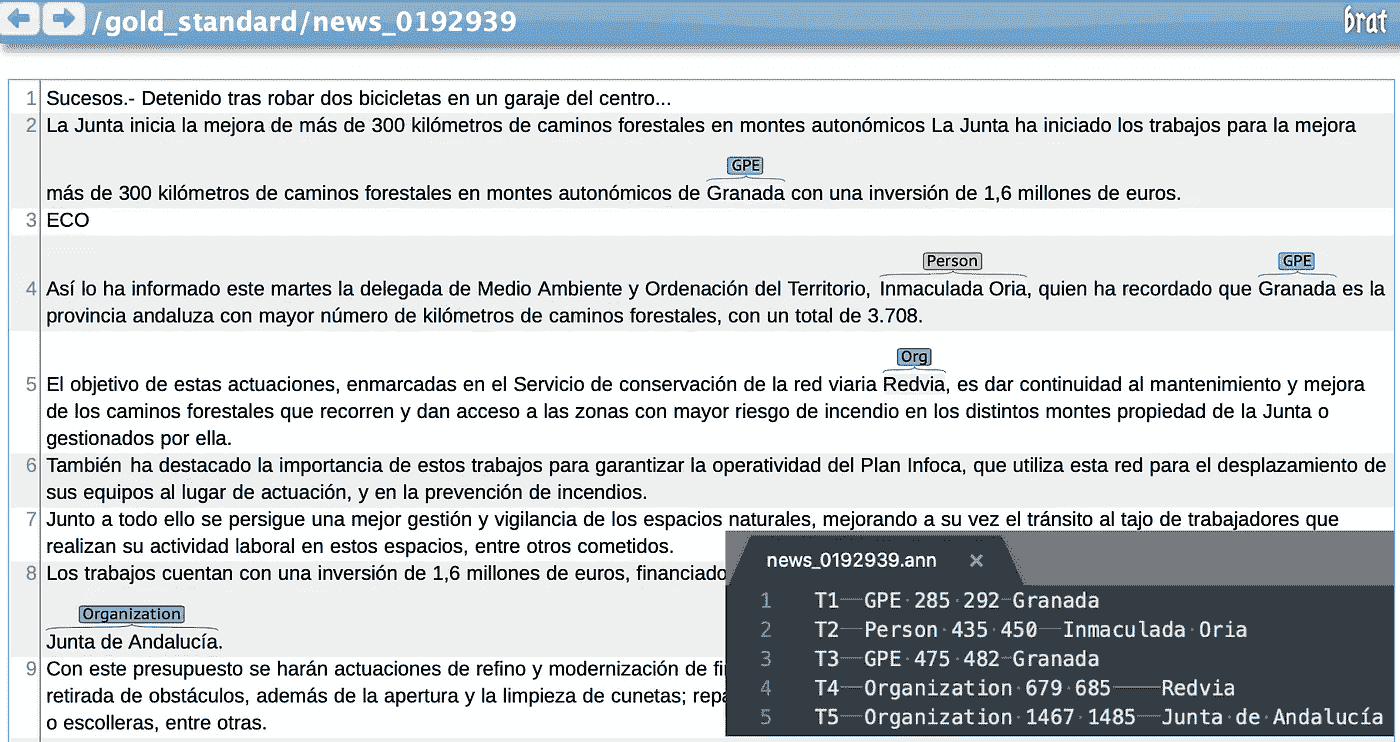 /gold_standard/news_0192939
brat
1 Sucesos.- Detenido tras robar dos bicicletas en un garaje del centro...
2 La Junta inicia la mejora de más de 300 kilómetros de caminos forestales en montes autonómicos La Junta ha iniciado los trabajos para la mejora
GPE
más de 300 kilómetros de caminos forestales en montes autonómicos de Granada con una inversión de 1,6 millones de euros.
3 ECO
Person GPE
4 Así lo ha informado este martes la delegada de Medio Ambiente y Ordenación del Territorio, Inmaculada Oria, quien ha recordado que Granada es la
provincia andaluza con mayor número de kilómetros de caminos forestales, con un total de 3.708.
Org
5 El objetivo de estas actuaciones, enmarcadas en el Servicio de conservación de la red viaria Redvia, es dar continuidad al mantenimiento y mejora
de los caminos forestales que recorren y dan acceso a las zonas con mayor riesgo de incendio en los distintos montes propiedad de la Junta o
gestionados por ella.
6 También ha destacado la importancia de estos trabajos para garantizar la operatividad del Plan Infoca, que utiliza esta red para el desplazamiento de
sus equipos al lugar de actuación, y en la prevención de incendios.
7 Junto a todo ello se persigue una mejor gestión y vigilancia de los espacios naturales, mejorando a su vez el tránsito al tajo de trabajadores que
realizan su actividad laboral en estos espacios, entre otros cometidos.
8 Los trabajos cuentan con una inversión de 1,6 millones de euros, financiado
Organization
Junta de Andalucía.
9 Con este presupuesto se harán actuaciones de refino y modernización de
retirada de obstáculos, además de la apertura y la limpieza de cunetas;
o escolleras, entre otras.
news_0192939.ann ×
1 T1 GPE 285 292 Granada
2 T2 Person 435 450 Inmaculada Oria
3 T3 GPE 475 482 Granada
4 T4 Organization 679 685 Redvia
5 T5 Organization 1467 1485 Junta de Andalucía